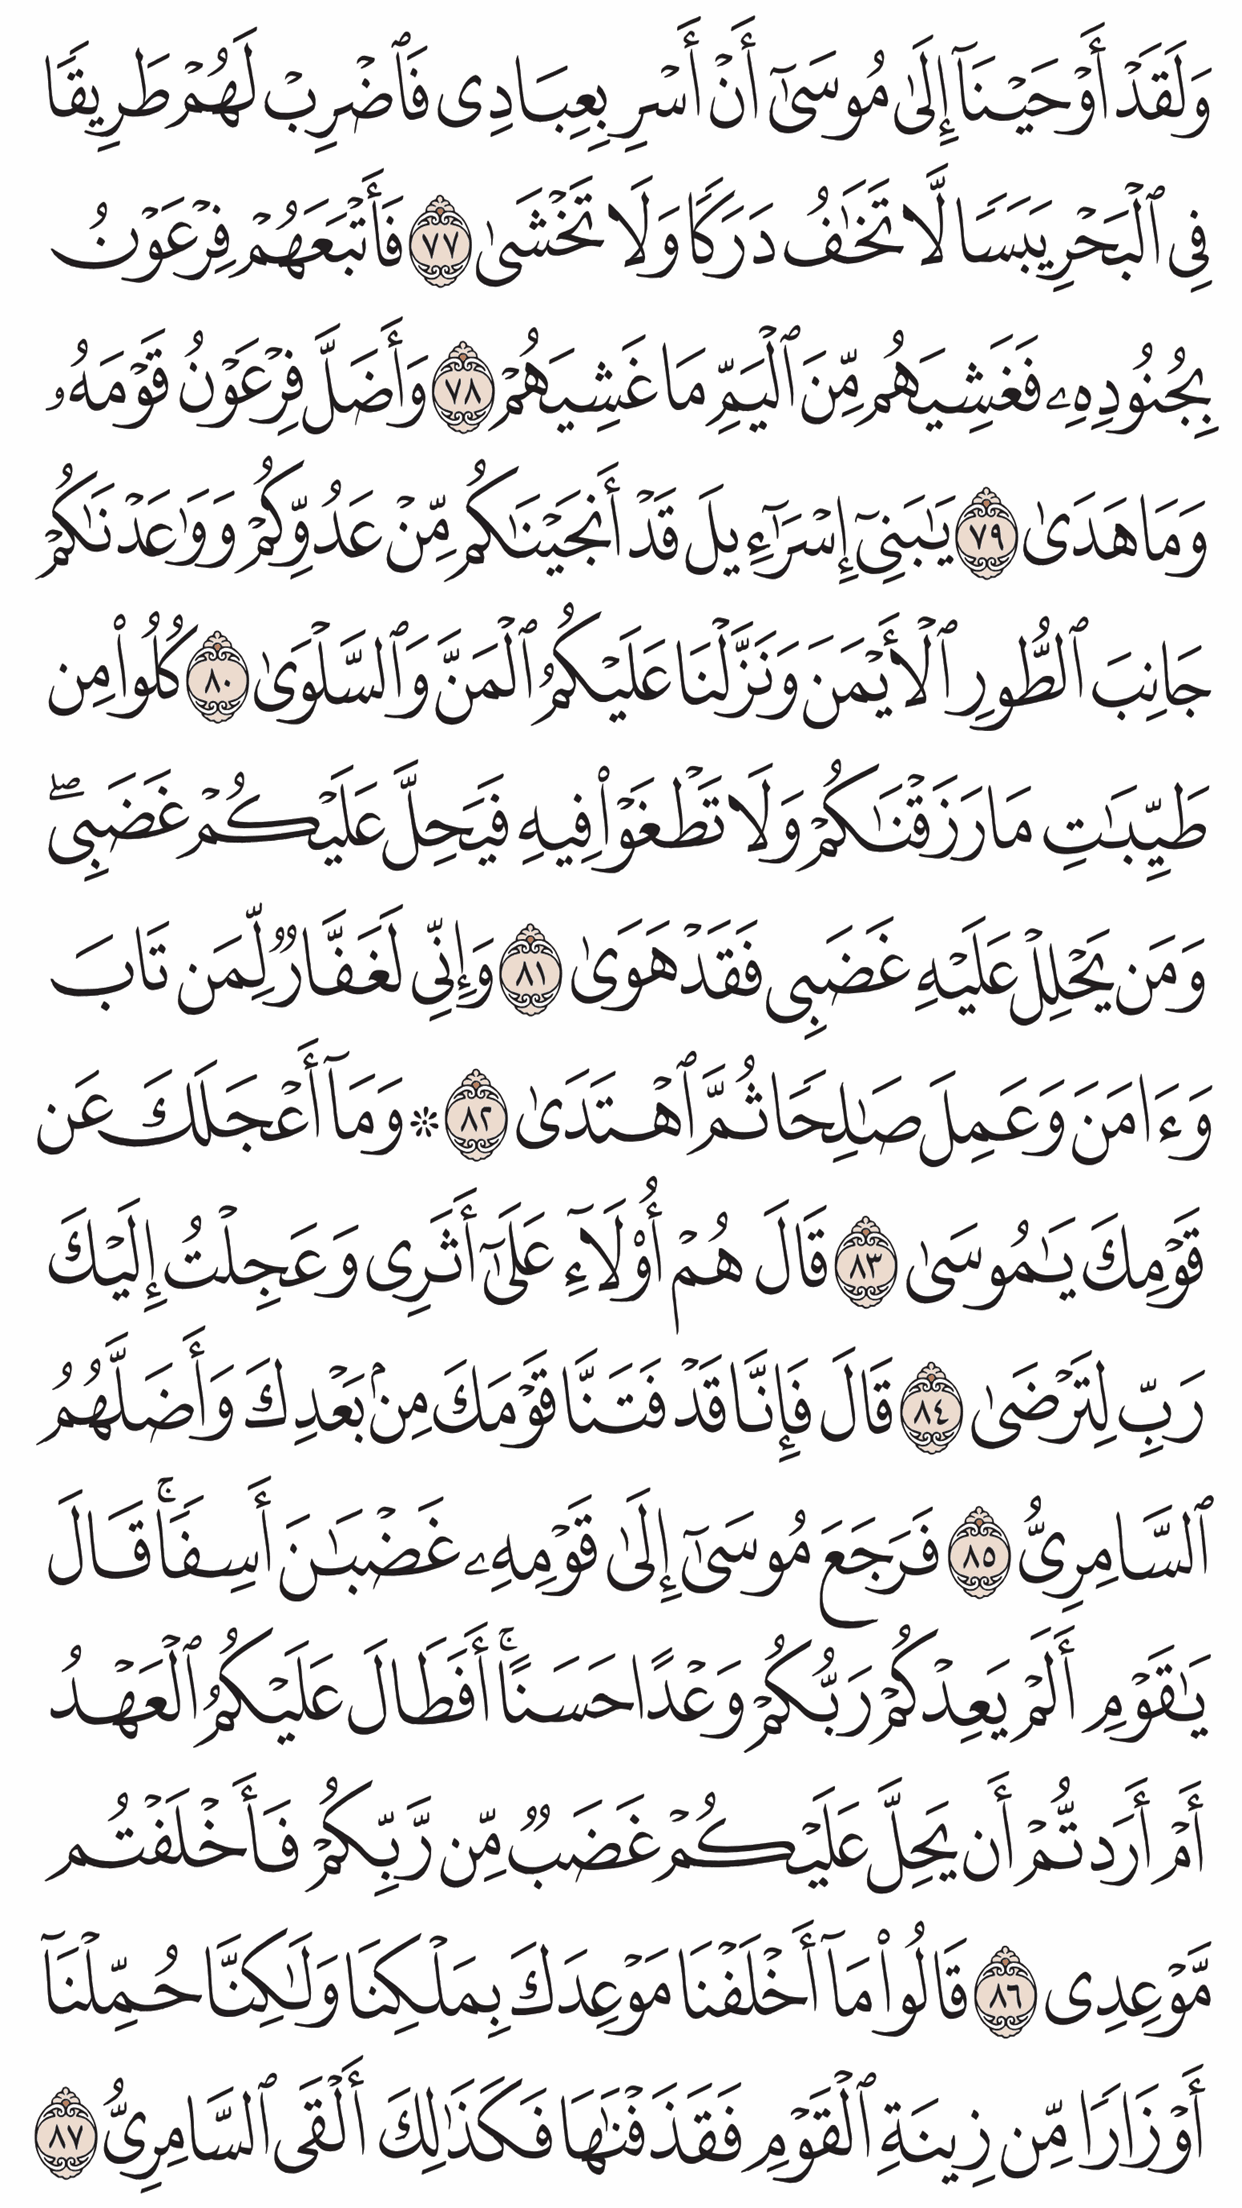 وَلَقَدْ أَوْحَيْنَآ إِلَىٰ مُوسَىٰٓ أَنْ أَسْرِ بِعِبَادِى فَٱضْرِبْ لَهُمْ طَرِيقًا
فِى ٱلْبَحْرِ يَبَسًا لَّا تَخَٰفُ دَرَكًا وَلَا تَخْشَىٰ ٧٧ فَأَتْبَعَهُمْ فِرْعَوْنُ
بِجُنُودِهِۦ فَغَشِيَهُم مِّنَ ٱلْيَمِّ مَا غَشِيَهُمْ ٧٨ وَأَضَلَّ فِرْعَوْنُ قَوْمَهُۥ
وَمَا هَدَىٰ ٧٩ يَٰبَنِىٓ إِسْرَٰٓءِيلَ قَدْ أَنجَيْنَٰكُم مِّنْ عَدُوِّكُمْ وَوَٰعَدْنَٰكُمْ
جَانِبَ ٱلطُّورِ ٱلْأَيْمَنَ وَنَزَّلْنَا عَلَيْكُمُ ٱلْمَنَّ وَٱلسَّلْوَىٰ ٨٠ كُلُوا۟ مِن
طَيِّبَٰتِ مَا رَزَقْنَٰكُمْ وَلَا تَطْغَوْا۟ فِيهِ فَيَحِلَّ عَلَيْكُمْ غَضَبِى ۖ
وَمَن يَحْلِلْ عَلَيْهِ غَضَبِى فَقَدْ هَوَىٰ ٨١ وَإِنِّى لَغَفَّارٌ لِّمَن تَابَ
وَءَامَنَ وَعَمِلَ صَٰلِحًا ثُمَّ ٱهْتَدَىٰ ٨٢ ۞ وَمَآ أَعْجَلَكَ عَن
قَوْمِكَ يَٰمُوسَىٰ ٨٣ قَالَ هُمْ أُو۟لَآءِ عَلَىٰٓ أَثَرِى وَعَجِلْتُ إِلَيْكَ
رَبِّ لِتَرْضَىٰ ٨٤ قَالَ فَإِنَّا قَدْ فَتَنَّا قَوْمَكَ مِنۢ بَعْدِكَ وَأَضَلَّهُمُ
ٱلسَّامِرِىُّ ٨٥ فَرَجَعَ مُوسَىٰٓ إِلَىٰ قَوْمِهِۦ غَضْبَٰنَ أَسِفًا ۚ قَالَ
يَٰقَوْمِ أَلَمْ يَعِدْكُمْ رَبُّكُمْ وَعْدًا حَسَنًا ۚ أَفَطَالَ عَلَيْكُمُ ٱلْعَهْدُ
أَمْ أَرَدتُّمْ أَن يَحِلَّ عَلَيْكُمْ غَضَبٌ مِّن رَّبِّكُمْ فَأَخْلَفْتُم
مَّوْعِدِى ٨٦ قَالُوا۟ مَآ أَخْلَفْنَا مَوْعِدَكَ بِمَلْكِنَا وَلَٰكِنَّا حُمِّلْنَآ
أَوْزَارًا مِّن زِينَةِ ٱلْقَوْمِ فَقَذَفْنَٰهَا فَكَذَٰلِكَ أَلْقَى ٱلسَّامِرِىُّ ٨٧